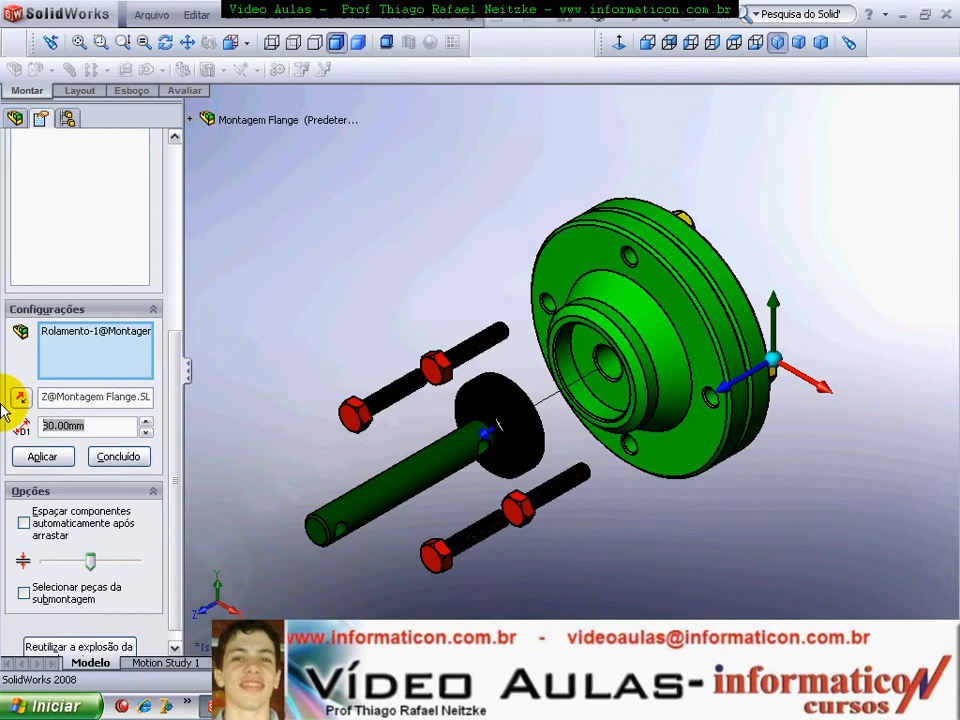 Video Aulas - Prof Thiago Rafael Neitzke - www.informaticon.com.br
SolidWorks
Arquivo
Editar
Pesquisa do Solid'
Montar
Layout
Esboço
Avaliar
Montagem Flange (Predeter...
Configurações
Rolamento-1@Montager
Z@Montagem Flange.SL
D1
30.00mm
Aplicar
Concluído
Opções
Espaçar componentes
automaticamente após
arrastar
Selecionar peças da
submontagem
Reutilizar a explosão da
Y
Z
Modelo
Motion Study 1
SolidWorks 2008
Iniciar
www.informaticon.com.br - videoaulas@informaticon.com.br
Vídeo Aulas- informaticon
cursos
Prof Thiago Rafael Neitzke